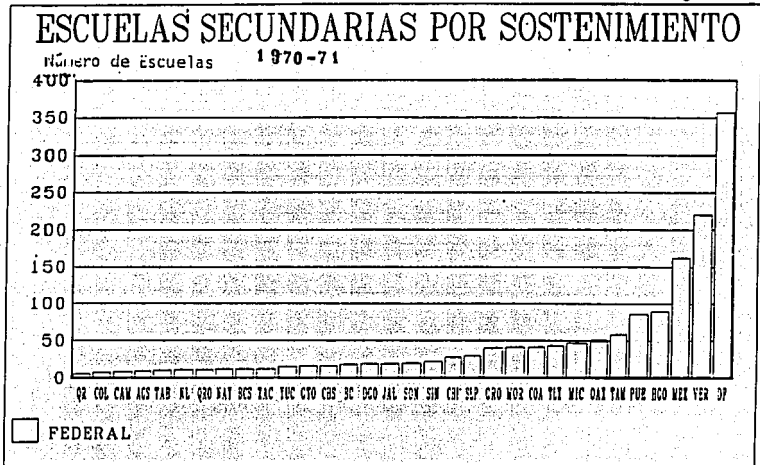 ESCUELAS SECUNDARIAS POR SOSTENIMIENTO
Número de Escuelas 1970-71
400
350
300
250
200
150
100
50
0
QR COL CAM AGS TAB NL QRO NAY BCS ZAC YUC GTO CHS BC DGO JAL SON SIN CHI SLP GRO MOR COA TLX MIC OAX TAM PUE HGO MEX VER DF
FEDERAL